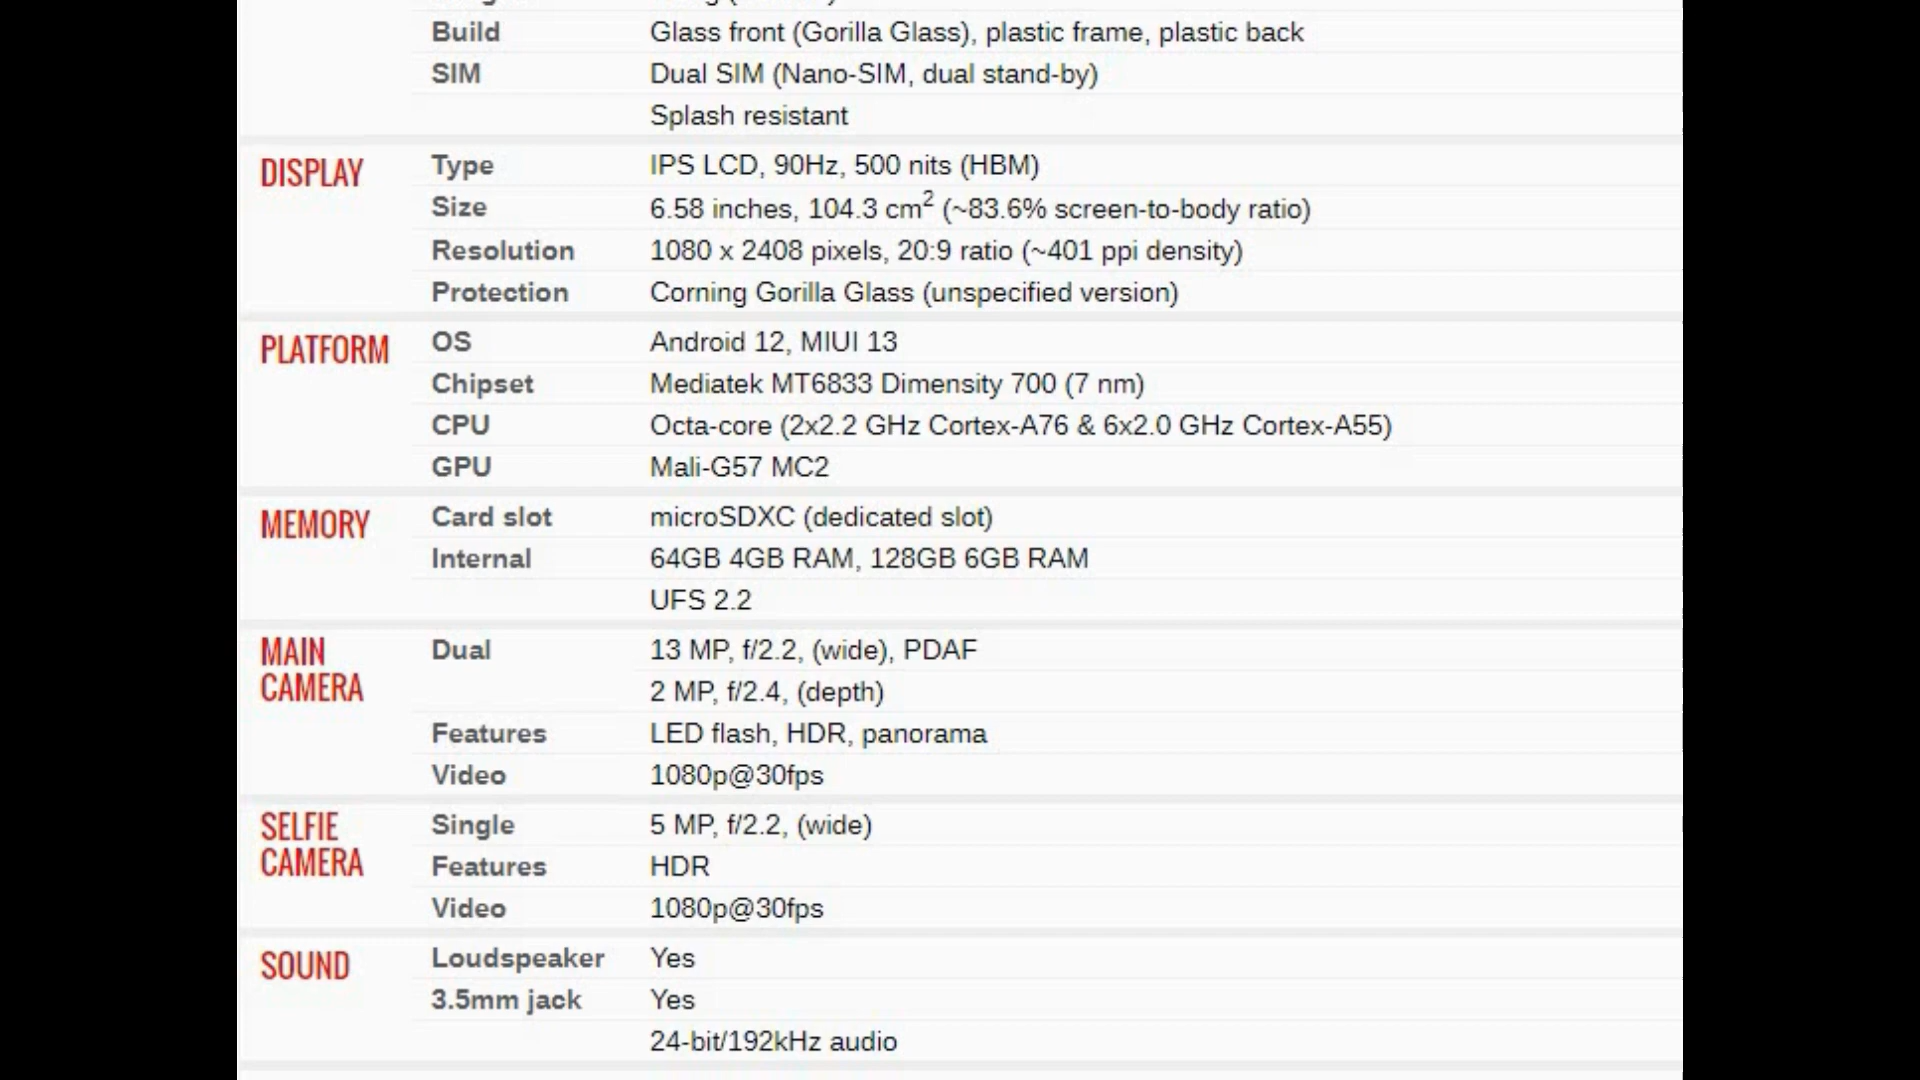 Build Glass front (Gorilla Glass), plastic frame, plastic back
SIM Dual SIM (Nano-SIM, dual stand-by)
Splash resistant
DISPLAY Type IPS LCD, 90Hz, 500 nits (HBM)
Size 6.58 inches, 104.3 cm² (~83.6% screen-to-body ratio)
Resolution 1080 x 2408 pixels, 20:9 ratio (~401 ppi density)
Protection Corning Gorilla Glass (unspecified version)
PLATFORM OS Android 12, MIUI 13
Chipset Mediatek MT6833 Dimensity 700 (7 nm)
CPU Octa-core (2x2.2 GHz Cortex-A76 & 6x2.0 GHz Cortex-A55)
GPU Mali-G57 MC2
MEMORY Card slot microSDXC (dedicated slot)
Internal 64GB 4GB RAM, 128GB 6GB RAM
UFS 2.2
MAIN CAMERA Dual 13 MP, f/2.2, (wide), PDAF
2 MP, f/2.4, (depth)
Features LED flash, HDR, panorama
Video 1080p@30fps
SELFIE CAMERA Single 5 MP, f/2.2, (wide)
Features HDR
Video 1080p@30fps
SOUND Loudspeaker Yes
3.5mm jack Yes
24-bit/192kHz audio